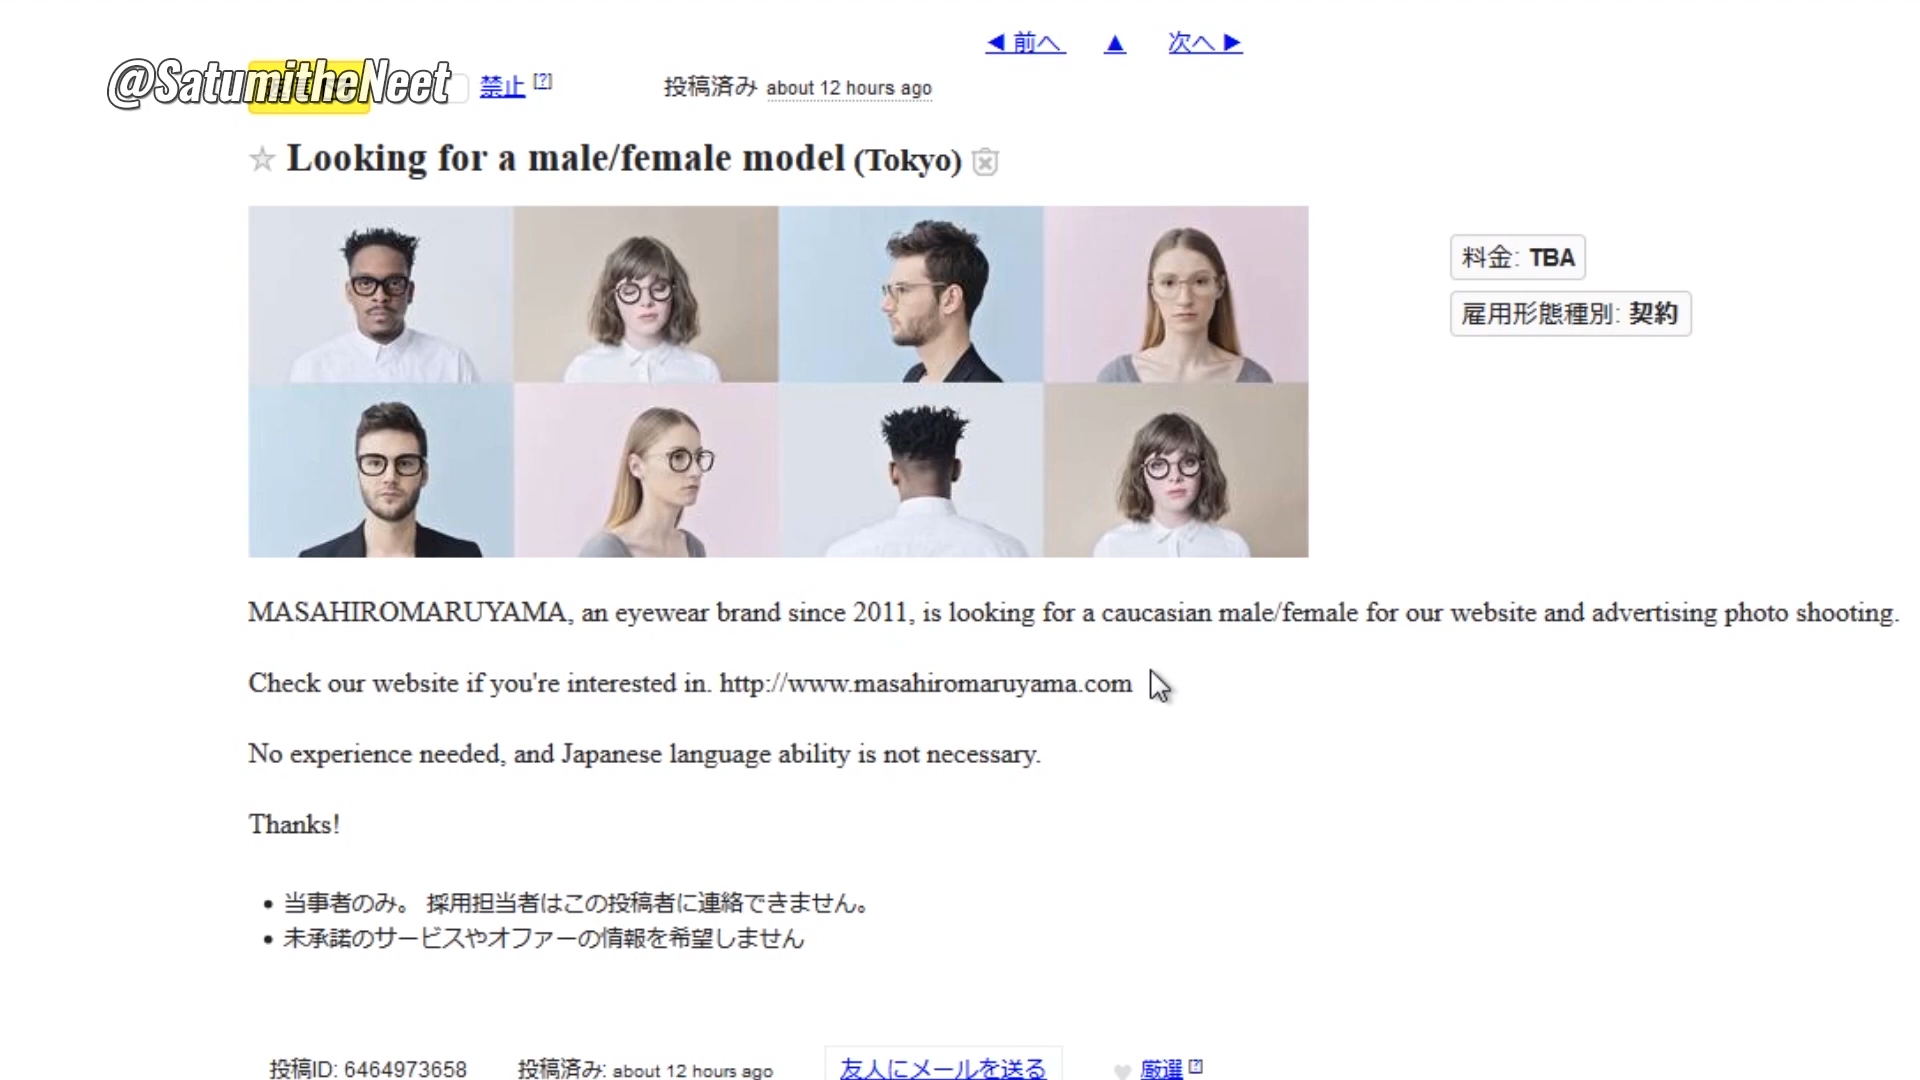 ◀ 前へ ▲ 次へ ▶
@SatumitheNeet 禁止 [?] 投稿済み about 12 hours ago
☆ Looking for a male/female model (Tokyo)
料金: TBA
雇用形態種別: 契約
MASAHIROMARUYAMA, an eyewear brand since 2011, is looking for a caucasian male/female for our website and advertising photo shooting.
Check our website if you're interested in. http://www.masahiromaruyama.com
No experience needed, and Japanese language ability is not necessary.
Thanks!
• 当事者のみ。 採用担当者はこの投稿者に連絡できません。
• 未承諾のサービスやオファーの情報を希望しません
投稿ID: 6464973658 投稿済み: about 12 hours ago 友人にメールを送る ♥ 厳選 [?]